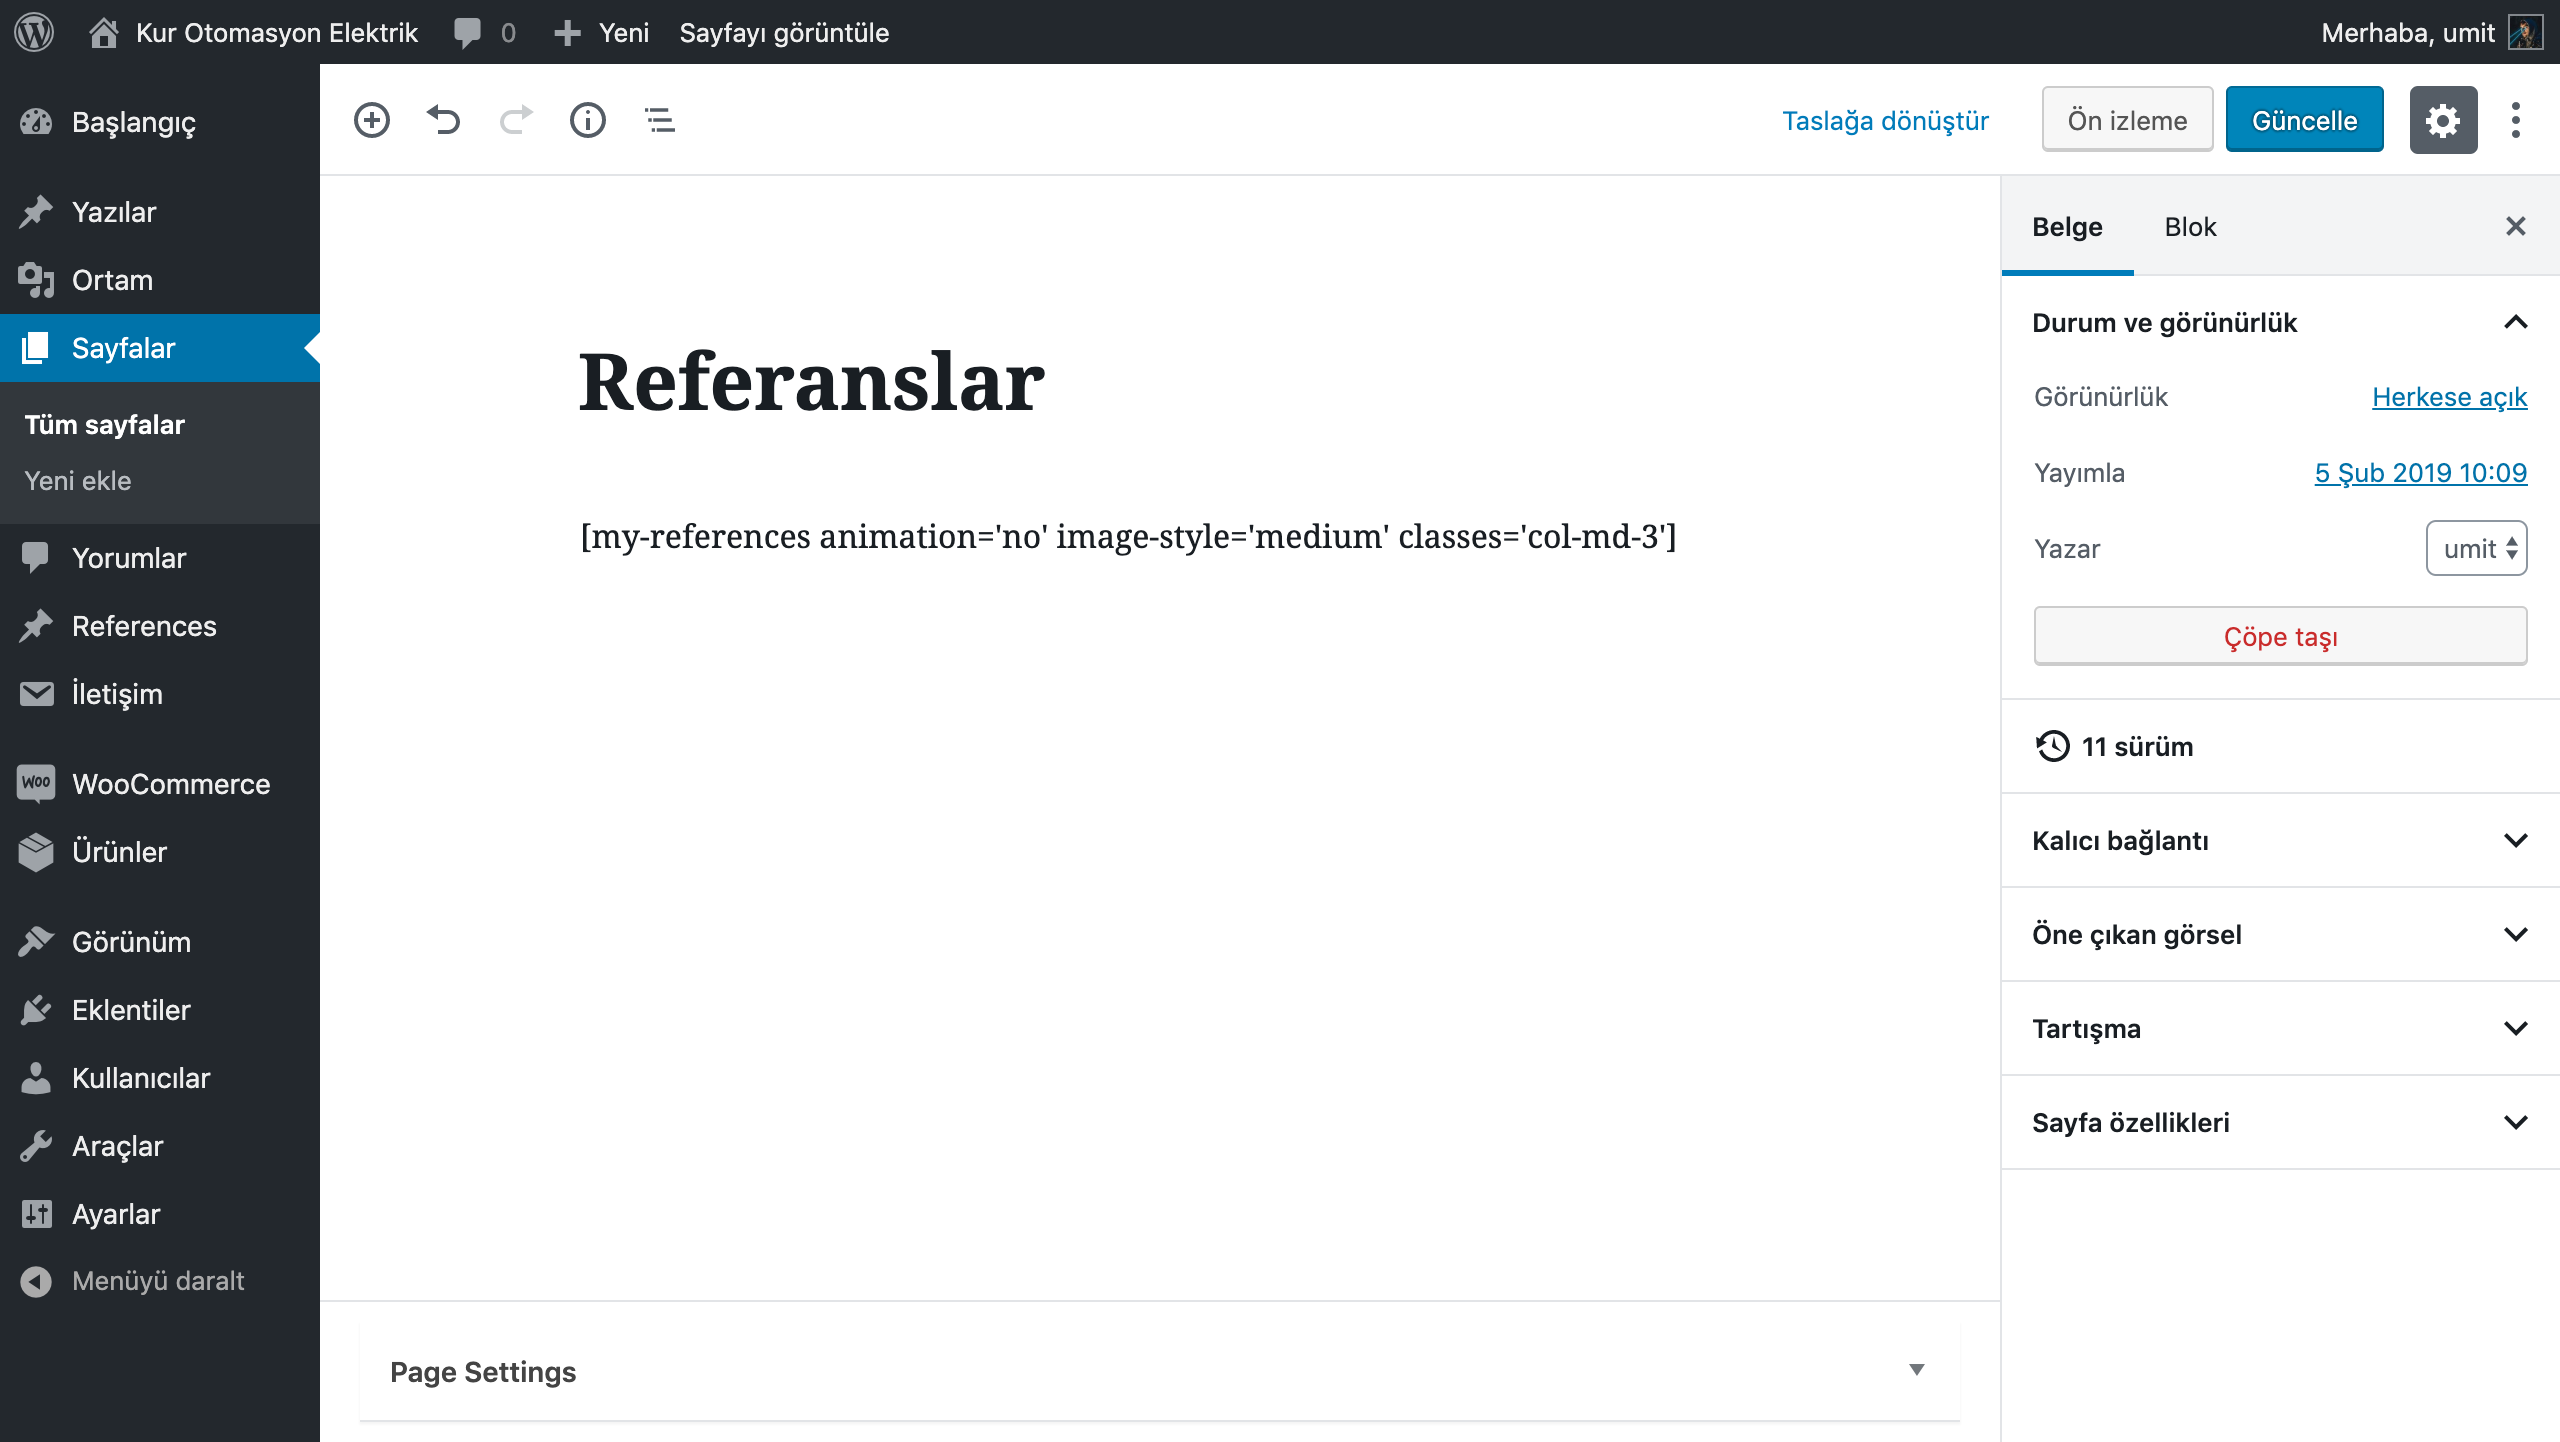 Kur Otomasyon Elektrik
0
Yeni
Sayfayı görüntüle
Merhaba, umit
Başlangıç
Yazılar
Ortam
Sayfalar
Tüm sayfalar
Yeni ekle
Yorumlar
References
İletişim
WooCommerce
Ürünler
Görünüm
Eklentiler
Kullanıcılar
Araçlar
Ayarlar
Menüyü daralt
Taslağa dönüştür
Ön izleme
Güncelle
Referanslar
[my-references animation='no' image-style='medium' classes='col-md-3']
Page Settings
Belge
Blok
Durum ve görünürlük
Görünürlük
Herkese açık
Yayımla
5 Şub 2019 10:09
Yazar
umit
Çöpe taşı
11 sürüm
Kalıcı bağlantı
Öne çıkan görsel
Tartışma
Sayfa özellikleri